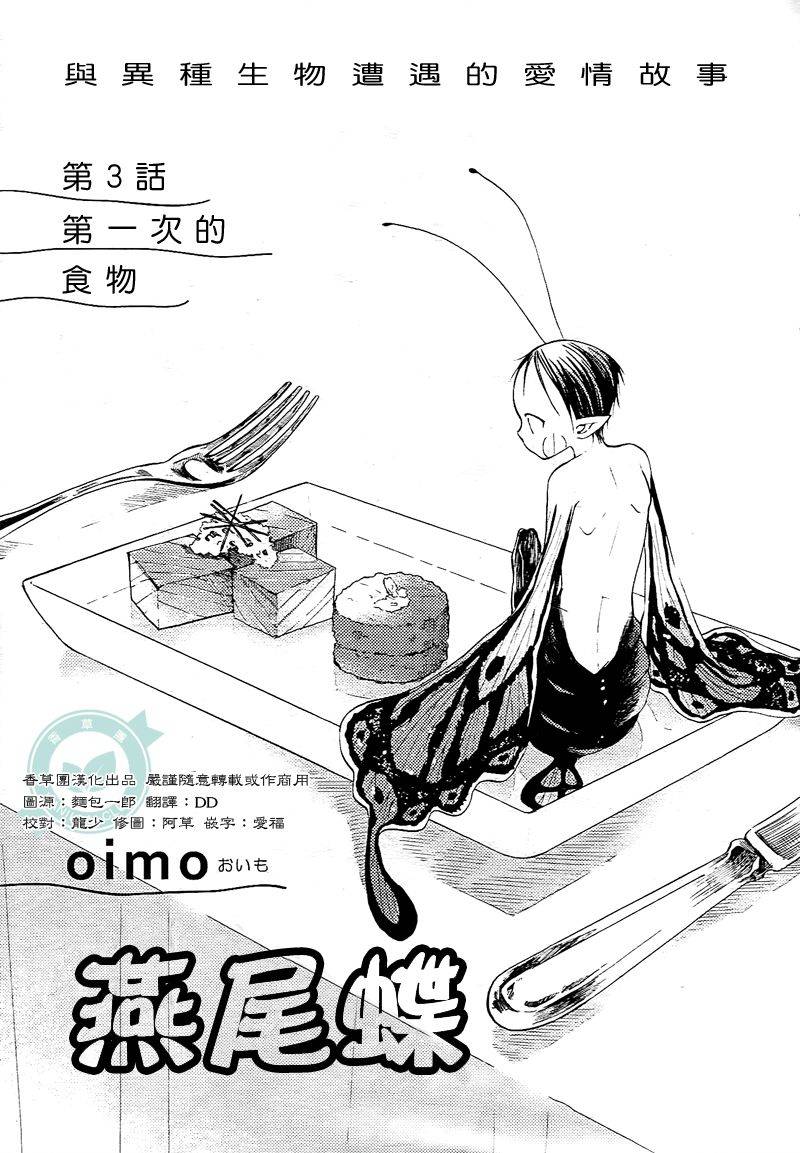 與異種生物遭遇的愛情故事
第3話
第一次的
食物
香草團漢化出品 嚴謹隨意轉載或作商用
圖源：麵包一郎 翻譯：DD
校對：龍少 修圖：阿草 嵌字：愛福
oimo おいも
燕尾蝶